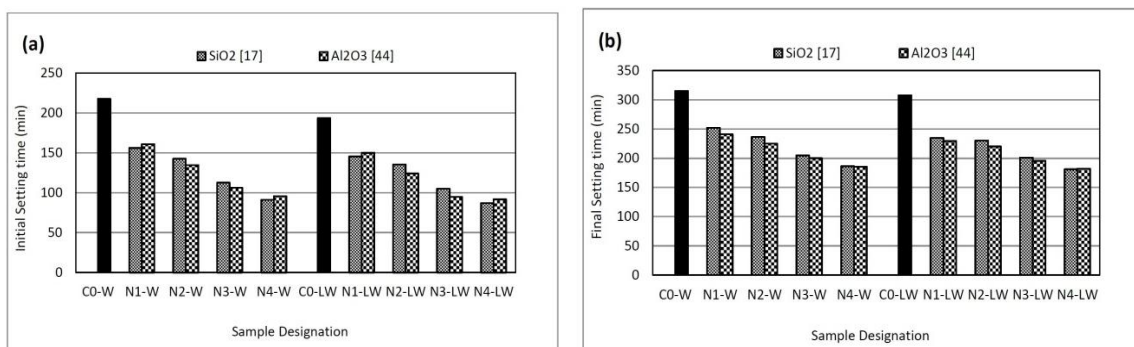 (a)
SiO2 [17] Al2O3 [44]
Initial Setting time (min)
250
200
150
100
50
0
C0-W N1-W N2-W N3-W N4-W C0-LW N1-LW N2-LW N3-LW N4-LW
Sample Designation
(b)
SiO2 [17] Al2O3 [44]
Final Setting time (min)
350
300
250
200
150
100
50
0
C0-W N1-W N2-W N3-W N4-W C0-LW N1-LW N2-LW N3-LW N4-LW
Sample Designation